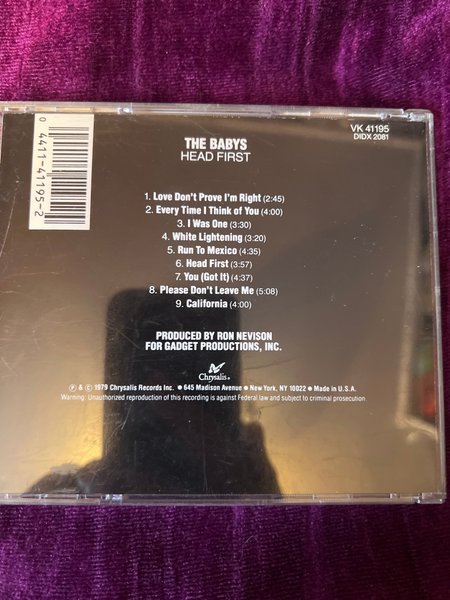 VK 41195
DIDX 2081
0 4411-41195-2
THE BABYS
HEAD FIRST
1. Love Don't Prove I'm Right (2:45)
2. Every Time I Think of You (4:00)
3. I Was One (3:30)
4. White Lightening (3:20)
5. Run To Mexico (4:35)
6. Head First (3:57)
7. You (Got It) (4:37)
8. Please Don't Leave Me (5:08)
9. California (4:00)
PRODUCED BY RON NEVISON
FOR GADGET PRODUCTIONS, INC.
Chrysalis®
℗ & © 1979 Chrysalis Records Inc. ● 645 Madison Avenue ● New York, NY 10022 ● Made in U.S.A.
Warning: Unauthorized reproduction of this recording is against Federal law and subject to criminal prosecution